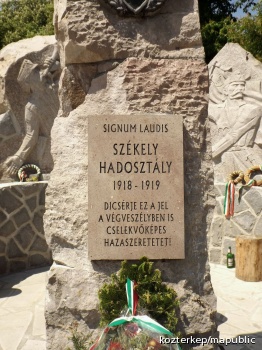 SIGNUM LAUDIS
SZÉKELY
HADOSZTÁLY
1918 - 1919
DICSÉRJE EZ A JEL
A VÉGVESZÉLYBEN IS
CSELEKVŐKÉPES
HAZASZERETETET!
kozterkep/mapublic